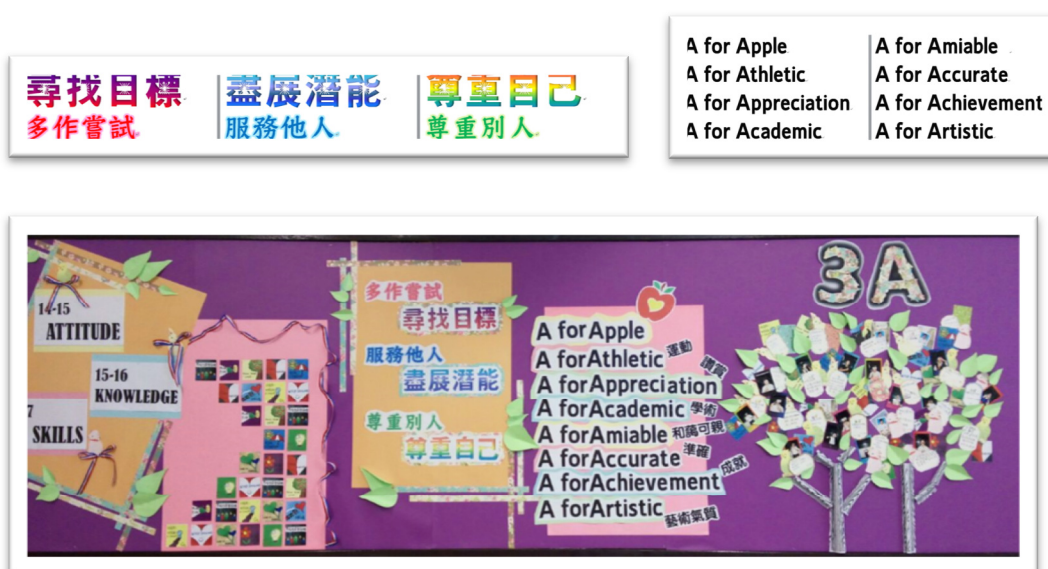 尋找目標
多作嘗試
盡展潛能
服務他人
尊重自己
尊重別人
A for Apple
A for Athletic
A for Appreciation
A for Academic
A for Amiable
A for Accurate
A for Achievement
A for Artistic
14-15
ATTITUDE
15-16
KNOWLEDGE
7
SKILLS
多作嘗試
尋找目標
服務他人
盡展潛能
尊重別人
尊重自己
A for Apple
A for Athletic 運動
A for Appreciation 讚賞
A for Academic 學術
A for Amiable 和藹可親
A for Accurate 準確
A for Achievement 成就
A for Artistic 藝術氣質
3A